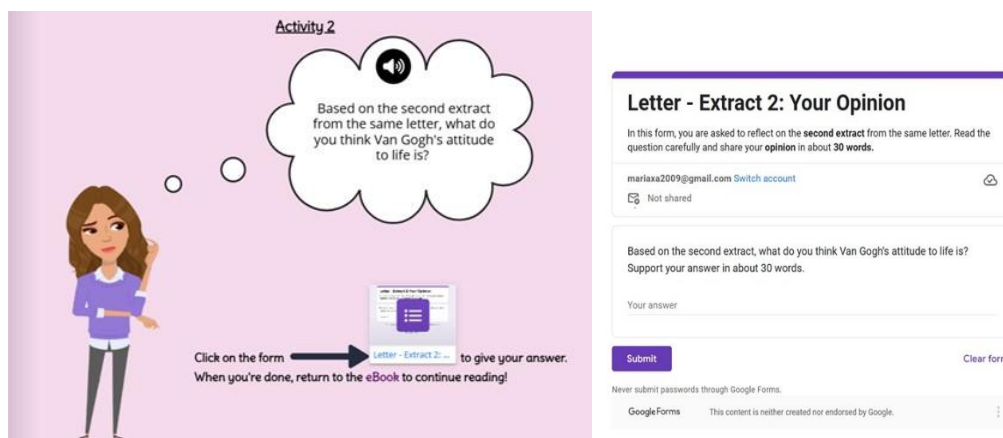 Activity 2
Based on the second extract
from the same letter, what do
you think Van Gogh's attitude
to life is?
Letter - Extract 2: ...
Click on the form
to give your answer.
When you're done, return to the eBook to continue reading!
Letter - Extract 2: Your Opinion
In this form, you are asked to reflect on the second extract from the same letter. Read the
question carefully and share your opinion in about 30 words.
mariaxa2009@gmail.com Switch account
Not shared
Based on the second extract, what do you think Van Gogh's attitude to life is?
Support your answer in about 30 words.
Your answer
Submit
Clear form
Never submit passwords through Google Forms.
Google Forms
This content is neither created nor endorsed by Google.